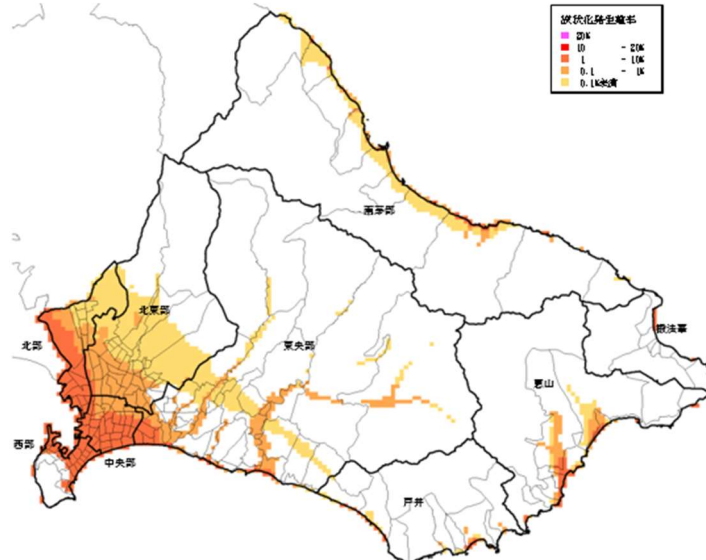 液状化発生確率
20%
10 - 20%
1 - 10%
0.1 - 1%
0.1%未満
南茅部
北東部
北部
東央部
椴法華
恵山
西部
中央部
戸井